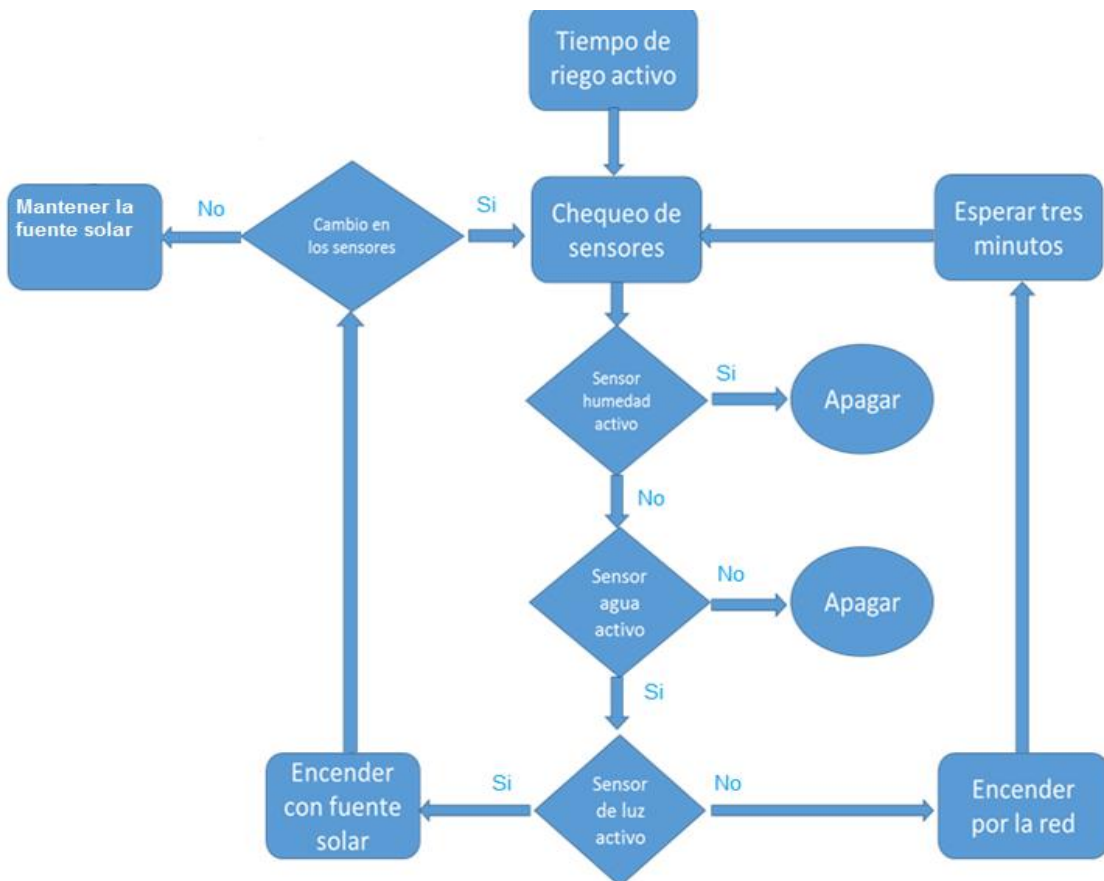 Tiempo de
riego activo
Mantener la
fuente solar
No
Cambio en
los sensores
Si
Chequeo de
sensores
Esperar tres
minutos
Sensor
humedad
activo
Si
Apagar
No
Sensor
agua
activo
No
Apagar
Si
Encender
con fuente
solar
Si
Sensor
de luz
activo
No
Encender
por la red